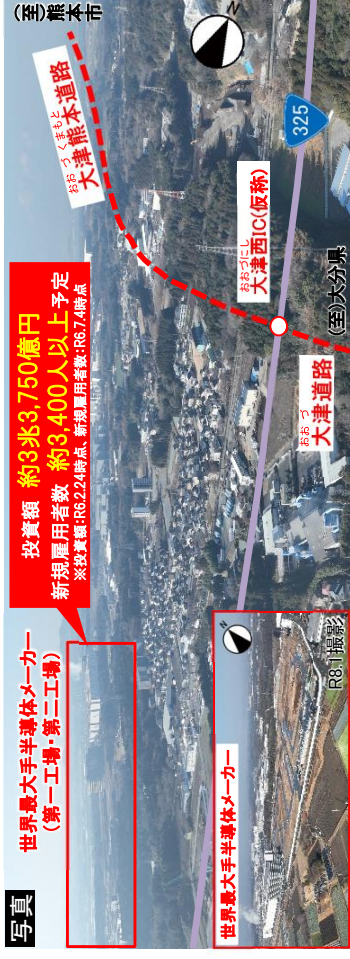 写真
世界最大手半導体メーカー
(第一工場・第二工場)
投資額 約3兆3,750億円
新規雇用者数 約3,400人以上予定
※投資額:R6.2.24時点、新規雇用者数:R6.7.4時点
(至)熊本市
N
おおづくまもと
大津熊本道路
おおづにし
大津西IC(仮称)
325
(至)大分県
おおづ
大津道路
世界最大手半導体メーカー
N
R8.1撮影